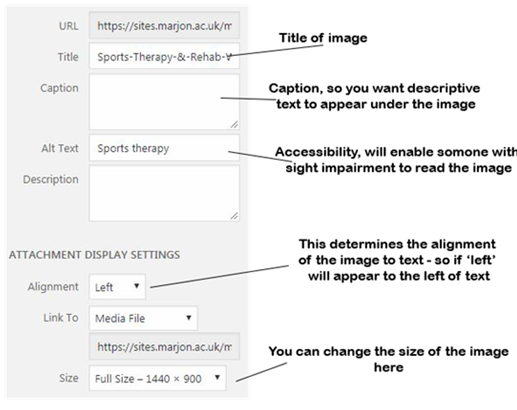 URL https://sites.marjon.ac.uk/m
Title Sports-Therapy-&-Rehab-V
Title of image
Caption
Caption, so you want descriptive
text to appear under the image
Alt Text Sports therapy
Accessibility, will enable somone with
sight impairment to read the image
Description
ATTACHMENT DISPLAY SETTINGS
This determines the alignment
of the image to text - so if ‘left’
will appear to the left of text
Alignment Left
Link To Media File
https://sites.marjon.ac.uk/m
Size Full Size – 1440 × 900
You can change the size of the image
here